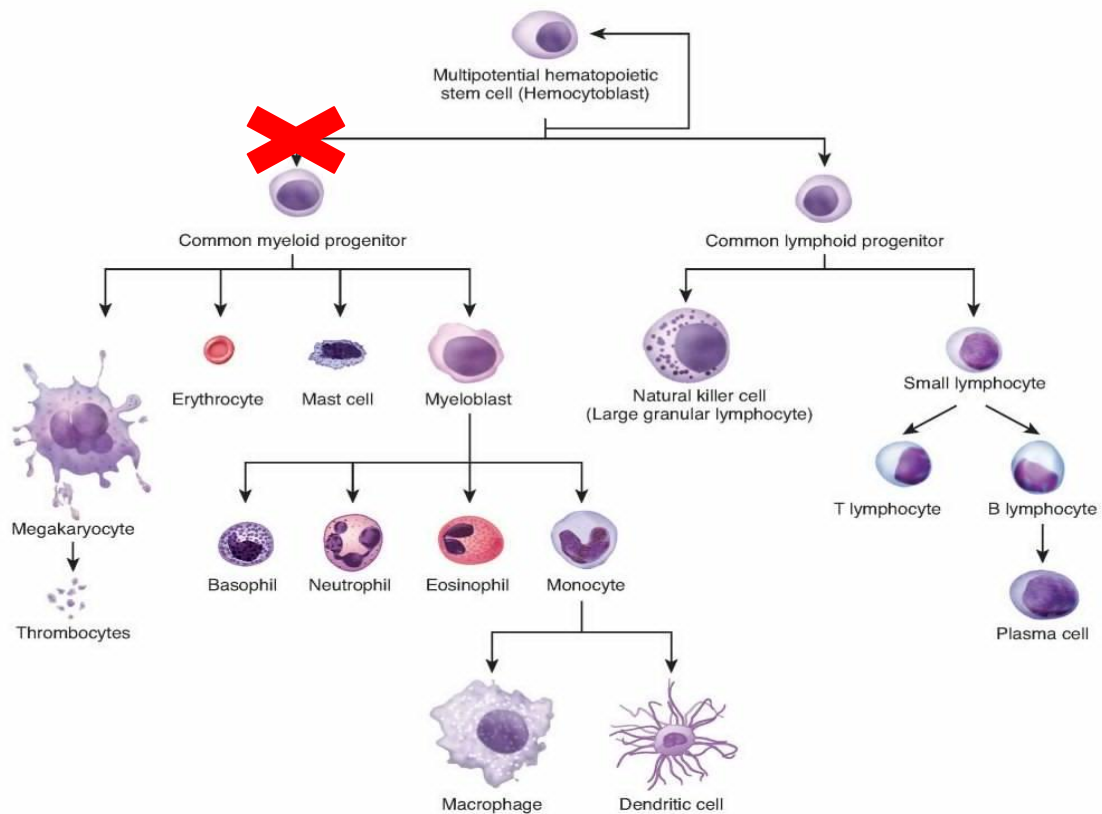 Multipotential hematopoietic
stem cell (Hemocytoblast)
Common myeloid progenitor
Common lymphoid progenitor
Erythrocyte
Mast cell
Myeloblast
Natural killer cell
(Large granular lymphocyte)
Small lymphocyte
Megakaryocyte
Thrombocytes
Basophil
Neutrophil
Eosinophil
Monocyte
T lymphocyte
B lymphocyte
Plasma cell
Macrophage
Dendritic cell